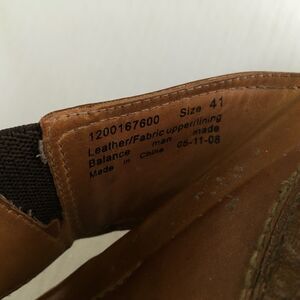 1200167600 Size 41
Leather/Fabric upper/lining
Balance man made
Made in China 05-11-08